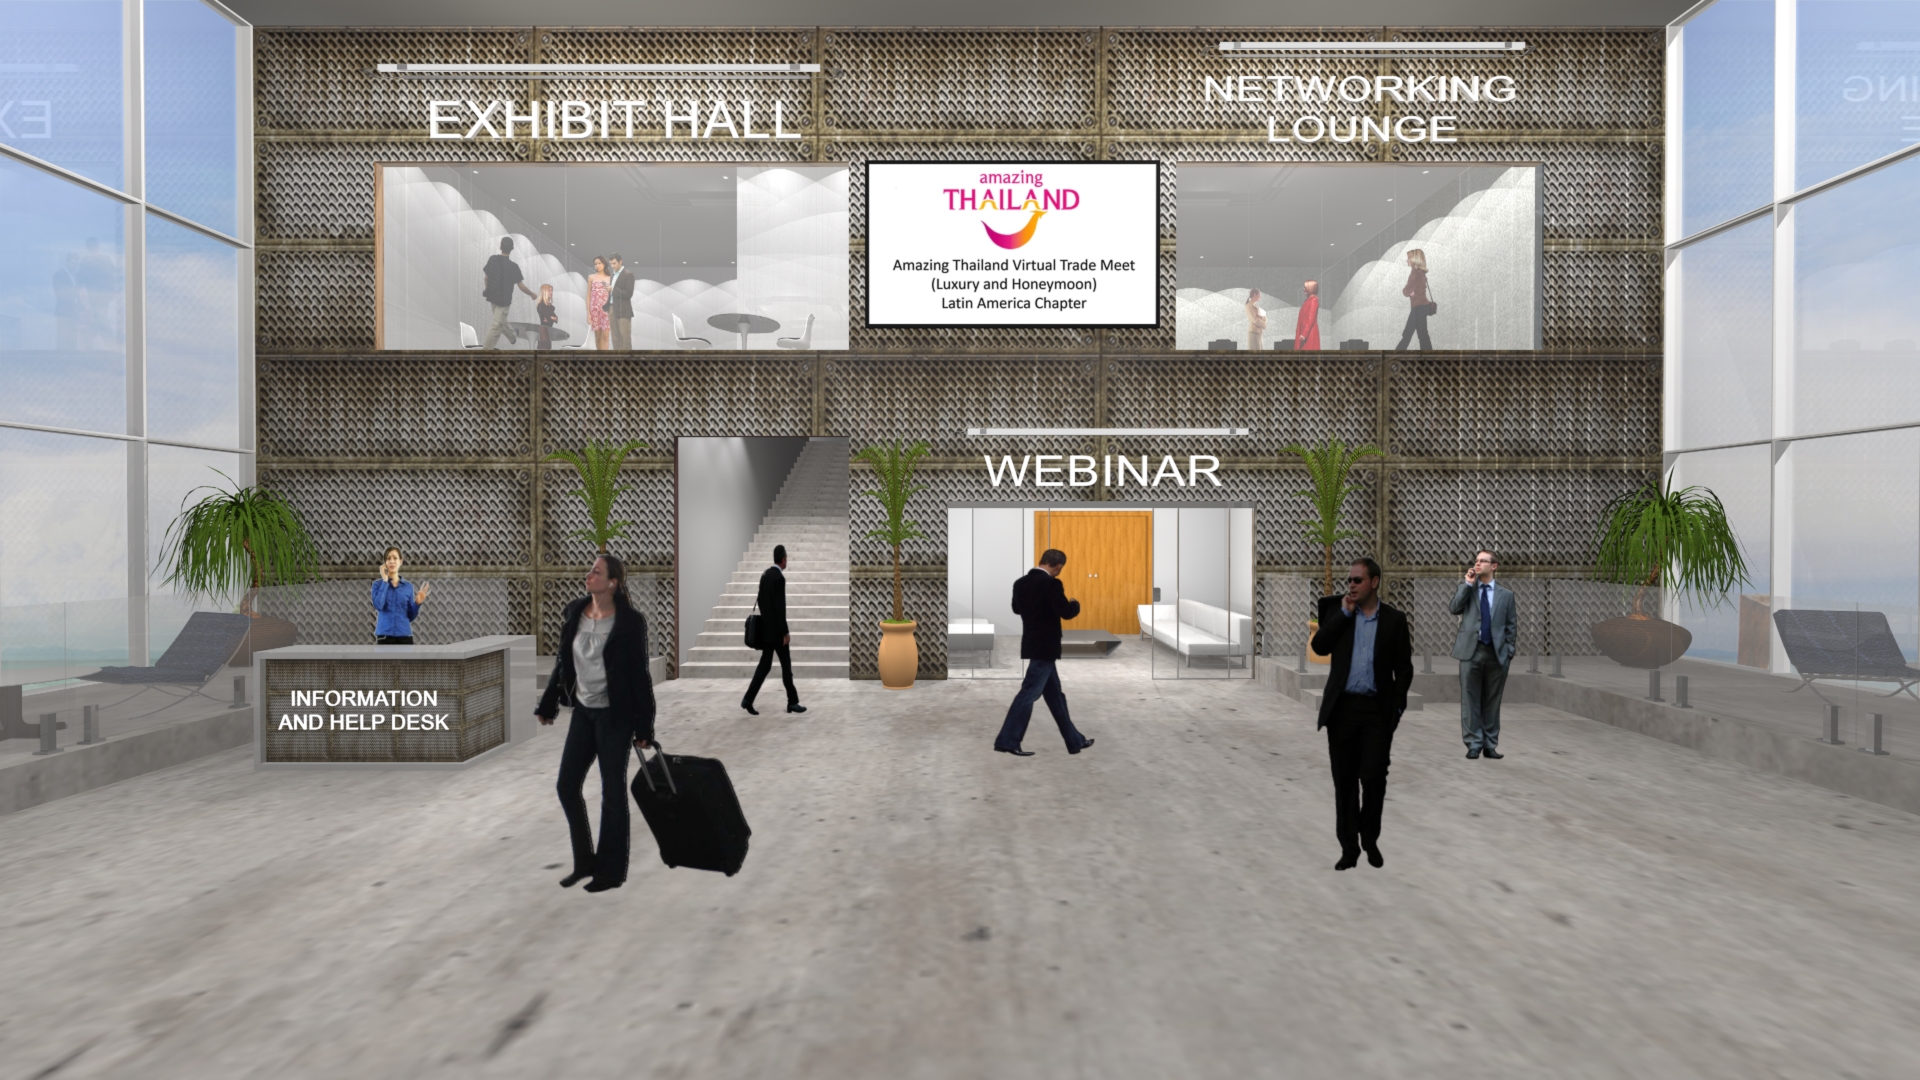 EXHIBIT HALL
NETWORKING
LOUNGE
amazing
THAILAND
Amazing Thailand Virtual Trade Meet
(Luxury and Honeymoon)
Latin America Chapter
WEBINAR
INFORMATION
AND HELP DESK